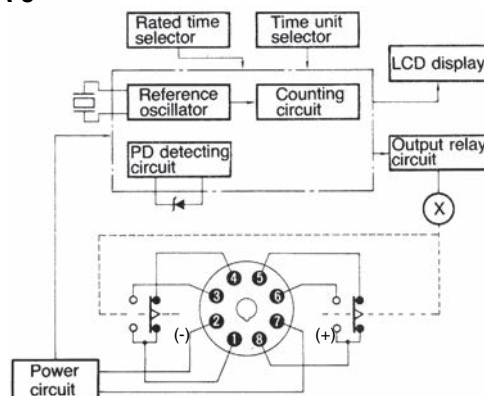 Rated time
selector
Time unit
selector
LCD display
Reference
oscillator
Counting
circuit
PD detecting
circuit
Output relay
circuit
X
4
5
3
6
2
7
(-)
(+)
1
8
Power
circuit